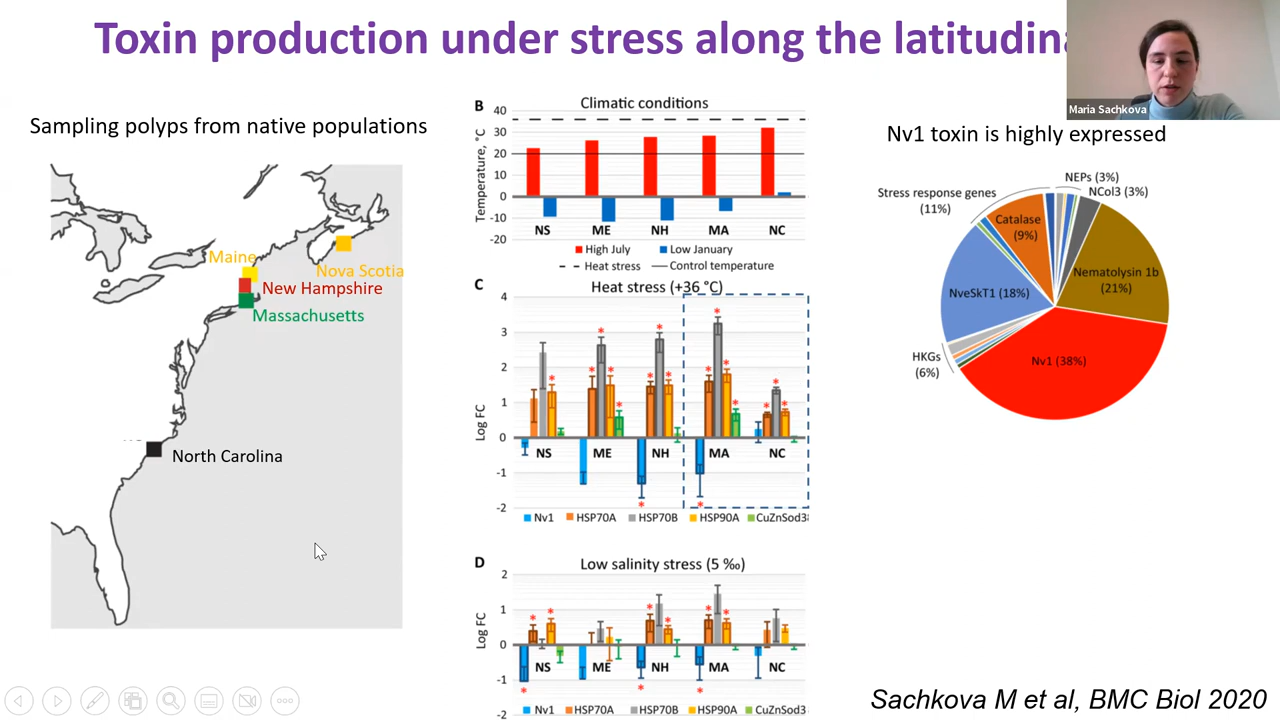 Toxin production under stress along the
Maria Sachkova
Sampling polyps from native populations
Maine
Nova Scotia
New Hampshire
Massachusetts
North Carolina
B
Climatic conditions
Temperature, °C
40
30
20
10
0
-10
-20
NS ME NH MA NC
High July Low January
Heat stress Control temperature
C
Heat stress (+36 °C)
Log FC
4
3
2
1
0
-1
-2
* * * * * * * * * * * * * * * * *
NS ME NH MA NC
Nv1 HSP70A HSP70B HSP90A
D
Low salinity stress (5 ‰)
Log FC
2
1
0
-1
-2
* * * * * * * * *
NS ME NH MA NC
Nv1 HSP70A HSP70B HSP90A CuZnSod3
Nv1 toxin is highly expressed
NEPs (3%)
NCol3 (3%)
Stress response genes
(11%)
Catalase
(9%)
Nematolysin 1b
(21%)
NveSkT1 (18%)
HKGs
(6%)
Nv1 (38%)
Sachkova M et al, BMC Biol 2020